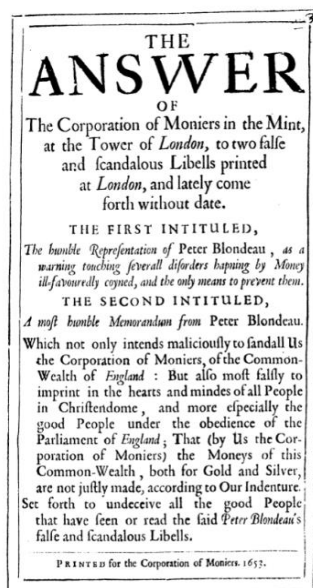 THE
ANSWER
OF
The Corporation of Moniers in the Mint,
at the Tower of London, to two falſe
and ſcandalous Libells printed
at London, and lately come
forth without date.
THE FIRST INTITULED,
The humble Repreſentation of Peter Blondeau, as a
warning touching ſeverall diſorders hapning by Money
ill-favouredly coyned, and the only means to prevent them.
THE SECOND INTITULED,
A moſt humble Memorandum from Peter Blondeau.
Which not only intends maliciouſly to ſandall Us
the Corporation of Moniers, of the Common-
Wealth of England : But alſo moſt falſly to
imprint in the hearts and mindes of all People
in Chriſtendome, and more eſpecially the
good People under the obedience of the
Parliament of England; That (by Us the Cor-
poration of Moniers) the Moneys of this
Common-Wealth, both for Gold and Silver,
are not juſtly made, according to Our Indenture.
Set forth to undeceive all the good People
that have ſeen or read the ſaid Peter Blondeau's
falſe and ſcandalous Libells.
PRINTED for the Corporation of Moniers. 1653.